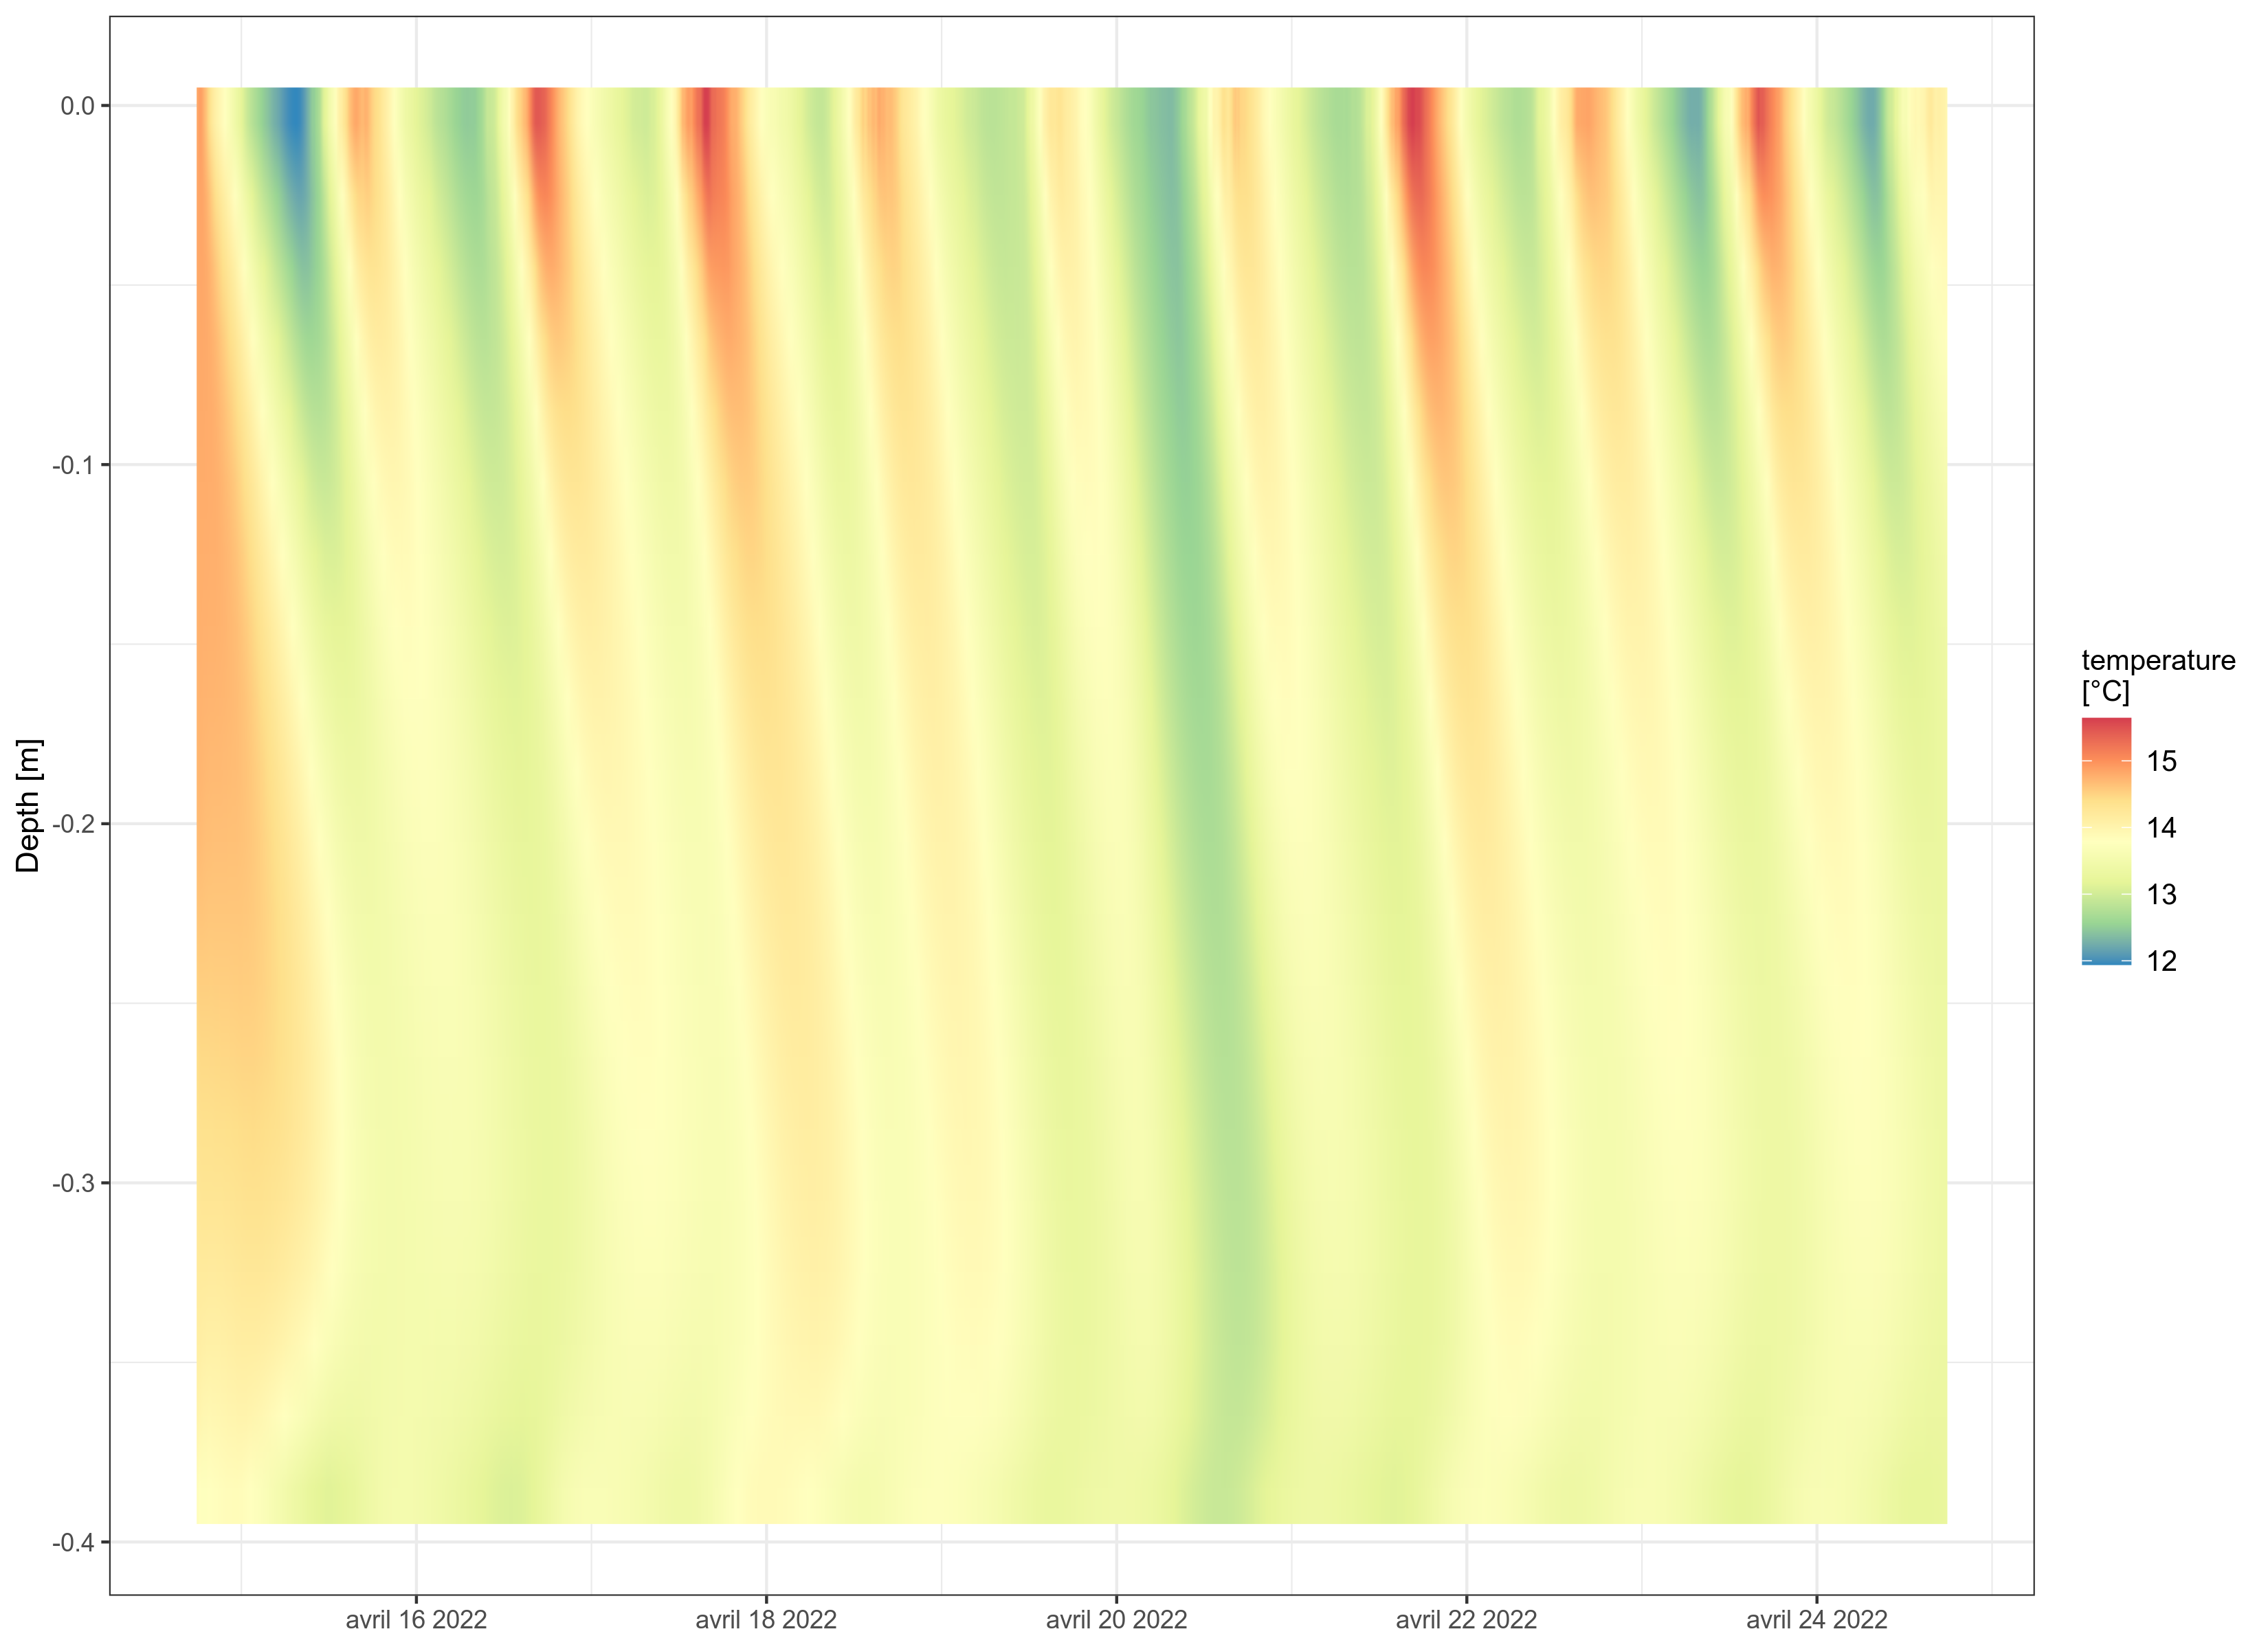 Depth [m]
0.0
-0.1
-0.2
-0.3
-0.4
avril 16 2022
avril 18 2022
avril 20 2022
avril 22 2022
avril 24 2022
temperature
[°C]
15
14
13
12